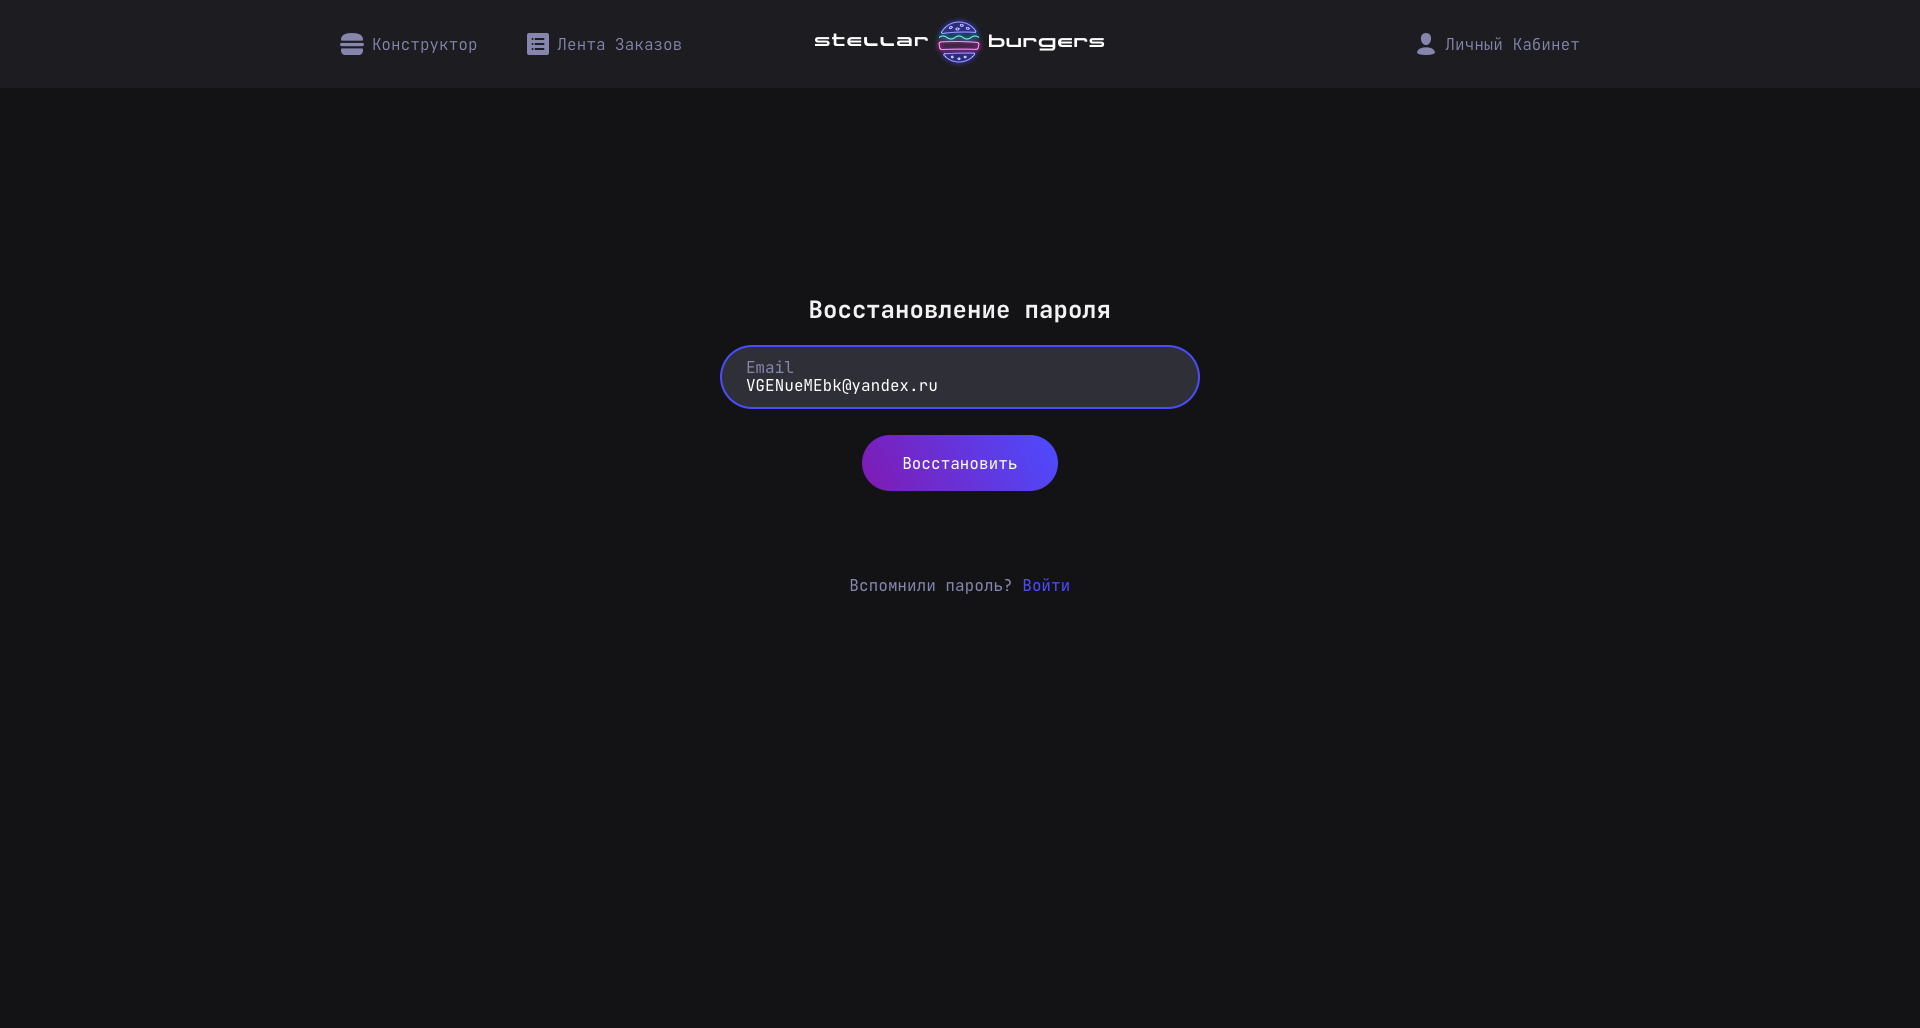 Конструктор
Лента Заказов
stellar burgers
Личный Кабинет
Восстановление пароля
Email
VGENueMEbk@yandex.ru
Восстановить
Вспомнили пароль? Войти